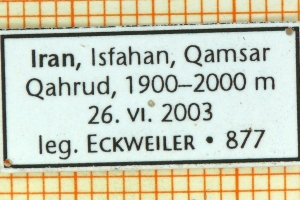 Iran, Isfahan, Qamsar
Qahrud, 1900–2000 m
26. VI. 2003
leg. ECKWEILER • 877